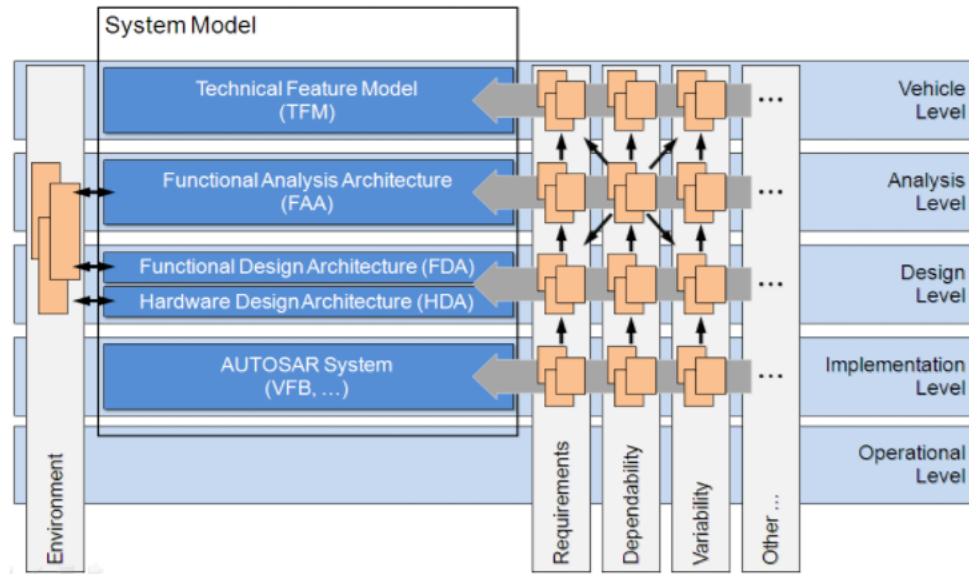 System Model
Technical Feature Model
(TFM)
Vehicle
Level
Functional Analysis Architecture
(FAA)
Analysis
Level
Functional Design Architecture (FDA)
Hardware Design Architecture (HDA)
Design
Level
AUTOSAR System
(VFB, …)
Implementation
Level
Operational
Level
…
…
…
…
Environment
Requirements
Dependability
Variability
Other …